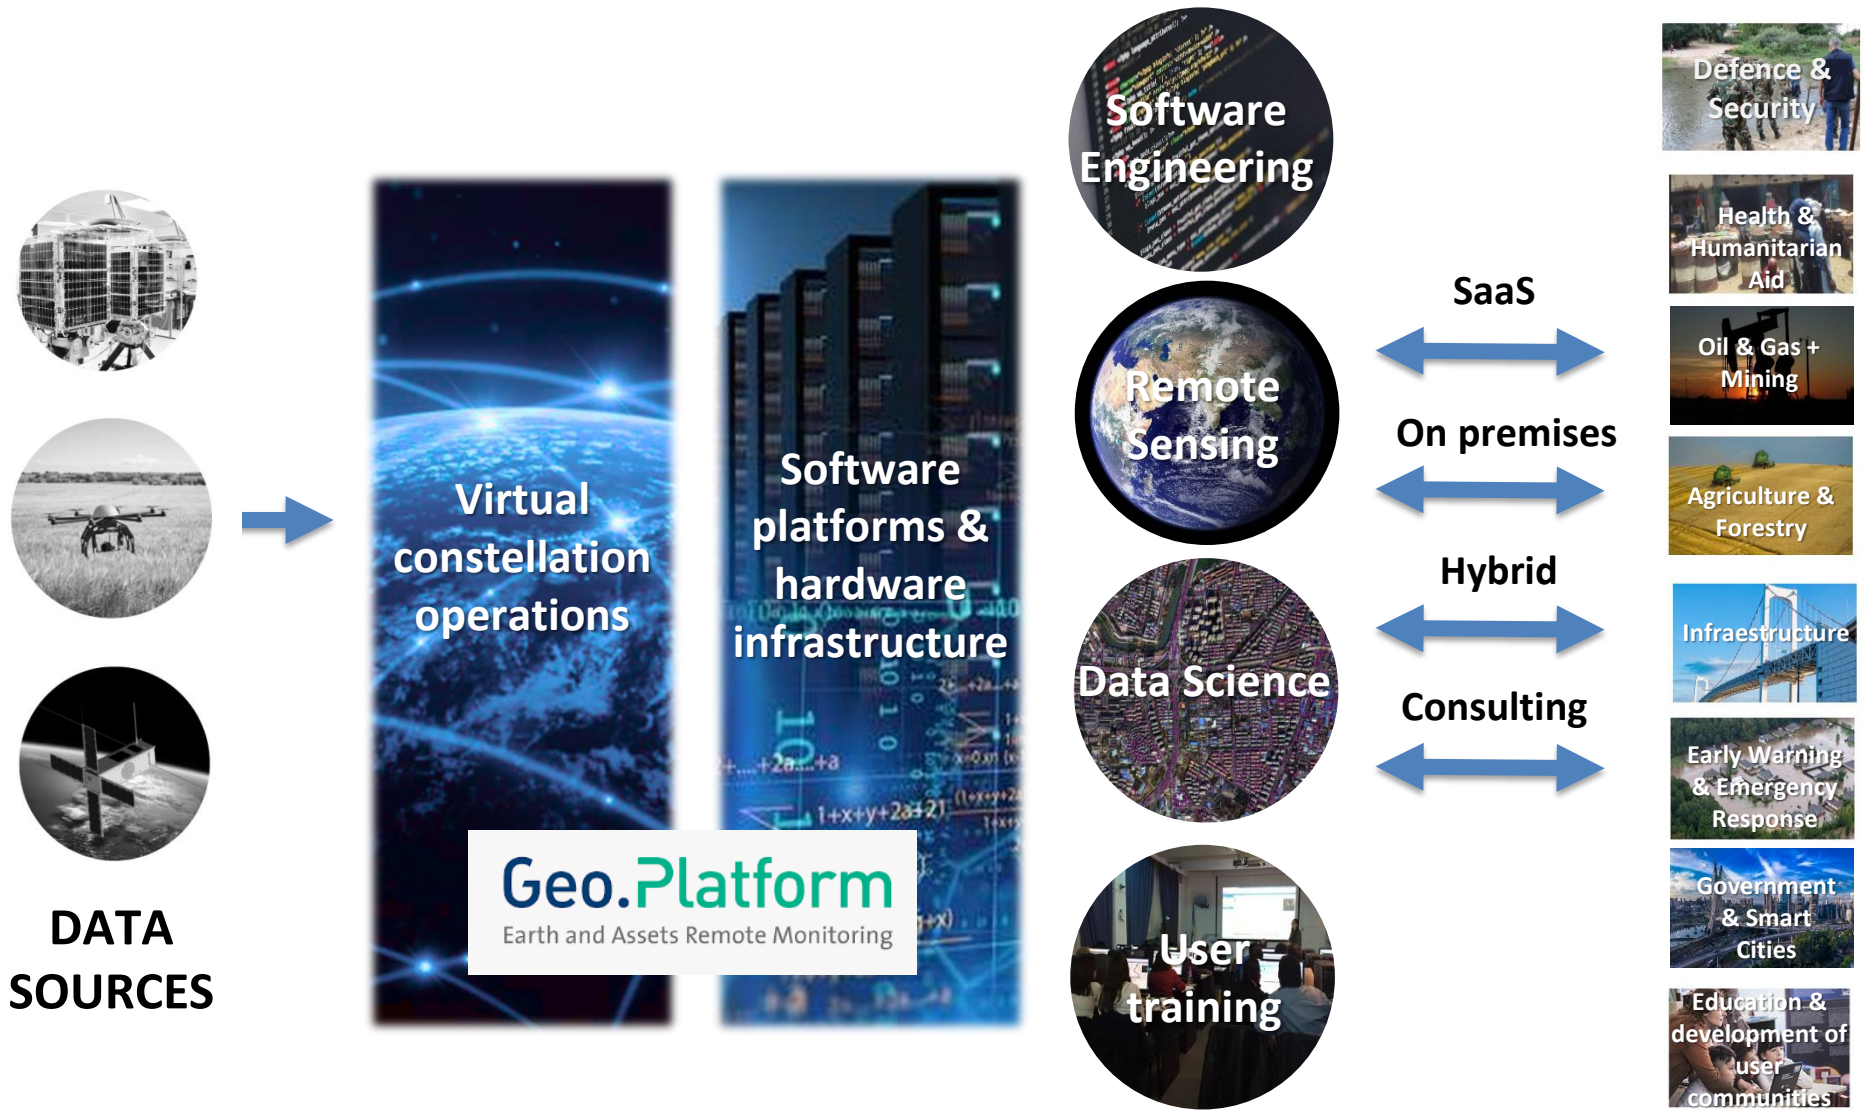 DATA
SOURCES
Virtual
constellation
operations
Software
platforms &
hardware
infrastructure
Geo.Platform
Earth and Assets Remote Monitoring
Software
Engineering
Remote
Sensing
Data Science
User
training
SaaS
On premises
Hybrid
Consulting
Defence &
Security
Health &
Humanitarian
Aid
Oil & Gas +
Mining
Agriculture &
Forestry
Infraestructure
Early Warning
& Emergency
Response
Government
& Smart
Cities
Education &
development of
user
communities